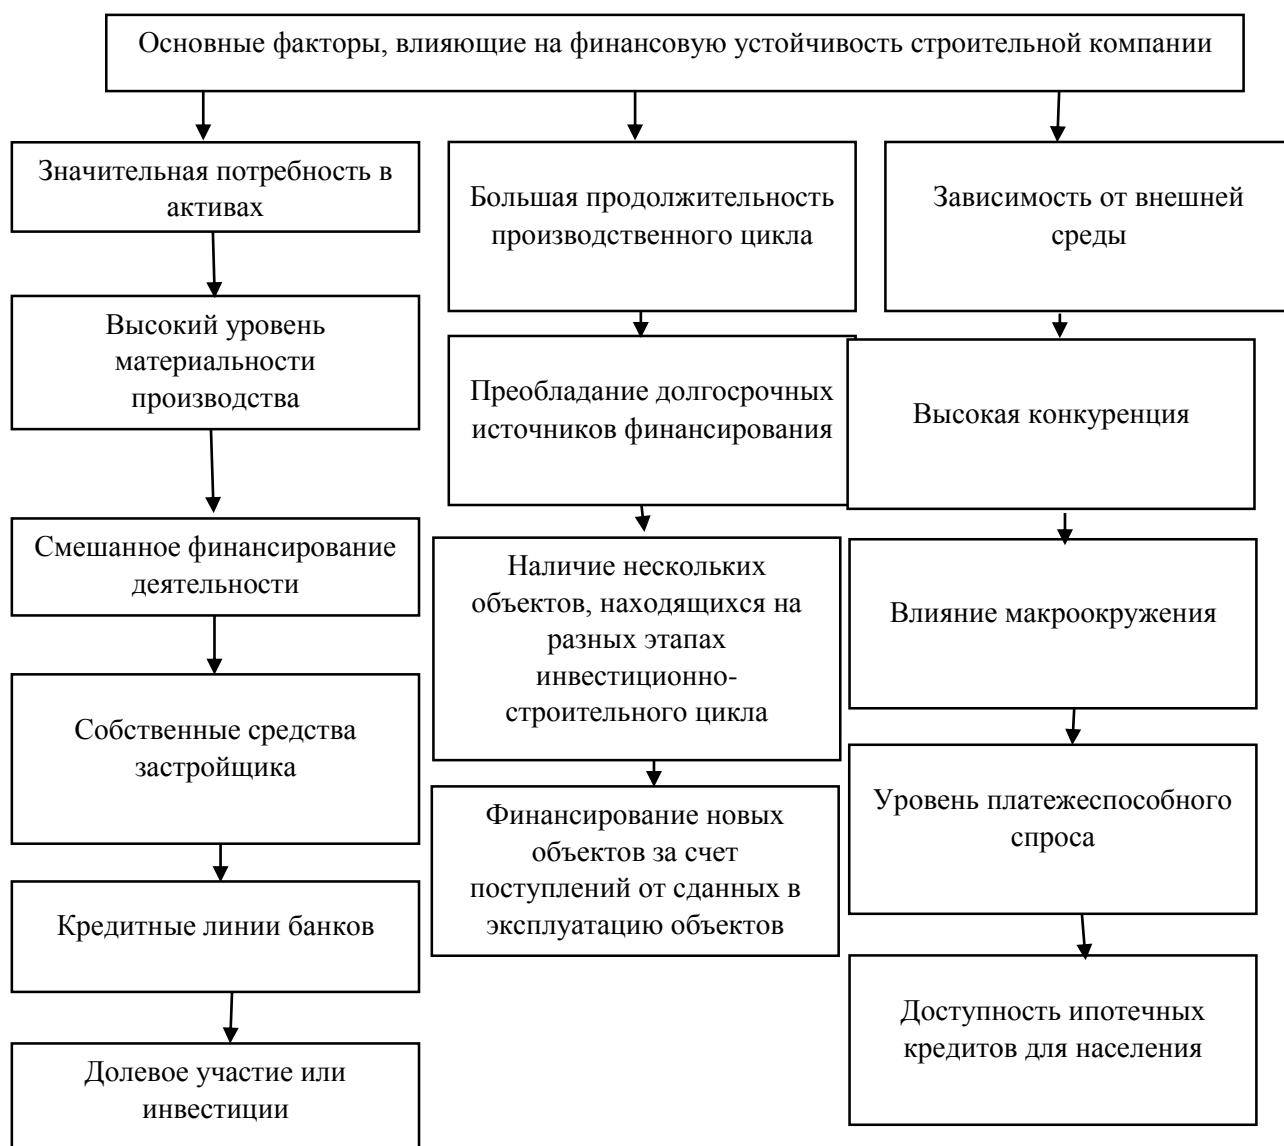 Основные факторы, влияющие на финансовую устойчивость строительной компании
Значительная потребность в
активах
Высокий уровень
материальности
производства
Смешанное финансирование
деятельности
Собственные средства
застройщика
Кредитные линии банков
Долевое участие или
инвестиции
Большая продолжительность
производственного цикла
Преобладание долгосрочных
источников финансирования
Наличие нескольких
объектов, находящихся на
разных этапах
инвестиционно-
строительного цикла
Финансирование новых
объектов за счет
поступлений от сданных в
эксплуатацию объектов
Зависимость от внешней
среды
Высокая конкуренция
Влияние макроокружения
Уровень платежеспособного
спроса
Доступность ипотечных
кредитов для населения